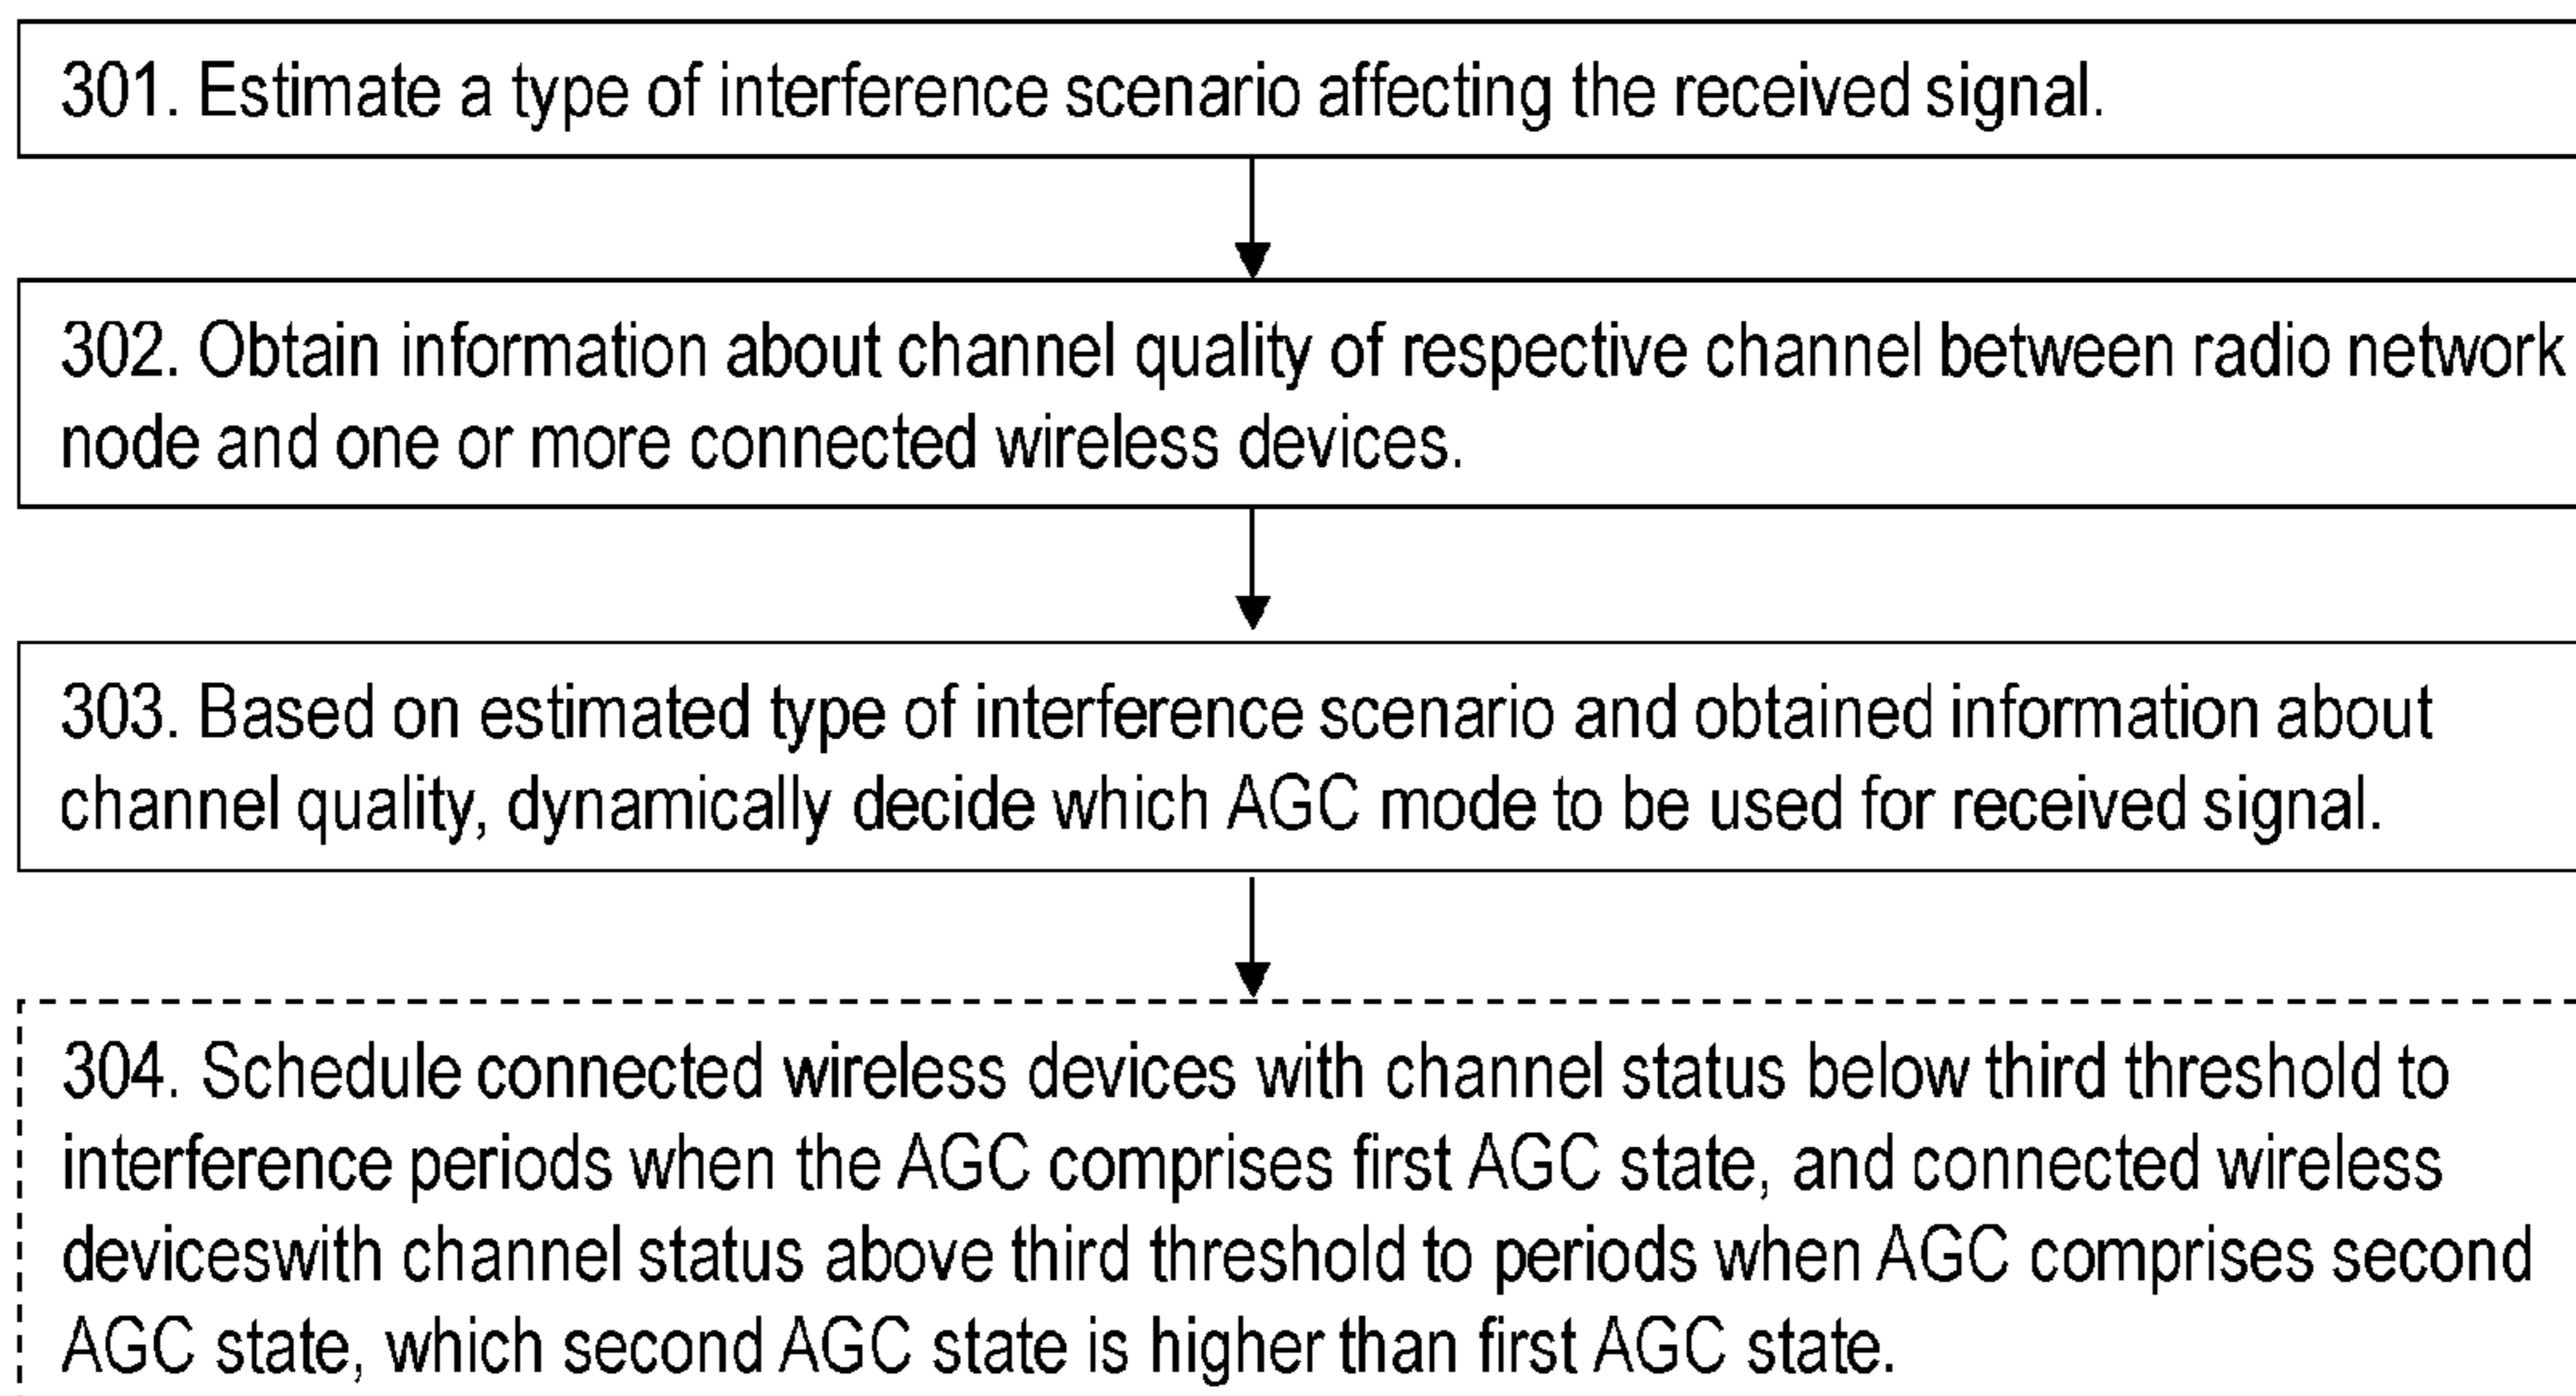 301. Estimate a type of interference scenario affecting the received signal.
302. Obtain information about channel quality of respective channel between radio network
node and one or more connected wireless devices.
303. Based on estimated type of interference scenario and obtained information about
channel quality, dynamically decide which AGC mode to be used for received signal.
304. Schedule connected wireless devices with channel status below third threshold to
interference periods when the AGC comprises first AGC state, and connected wireless
deviceswith channel status above third threshold to periods when AGC comprises second
AGC state, which second AGC state is higher than first AGC state.